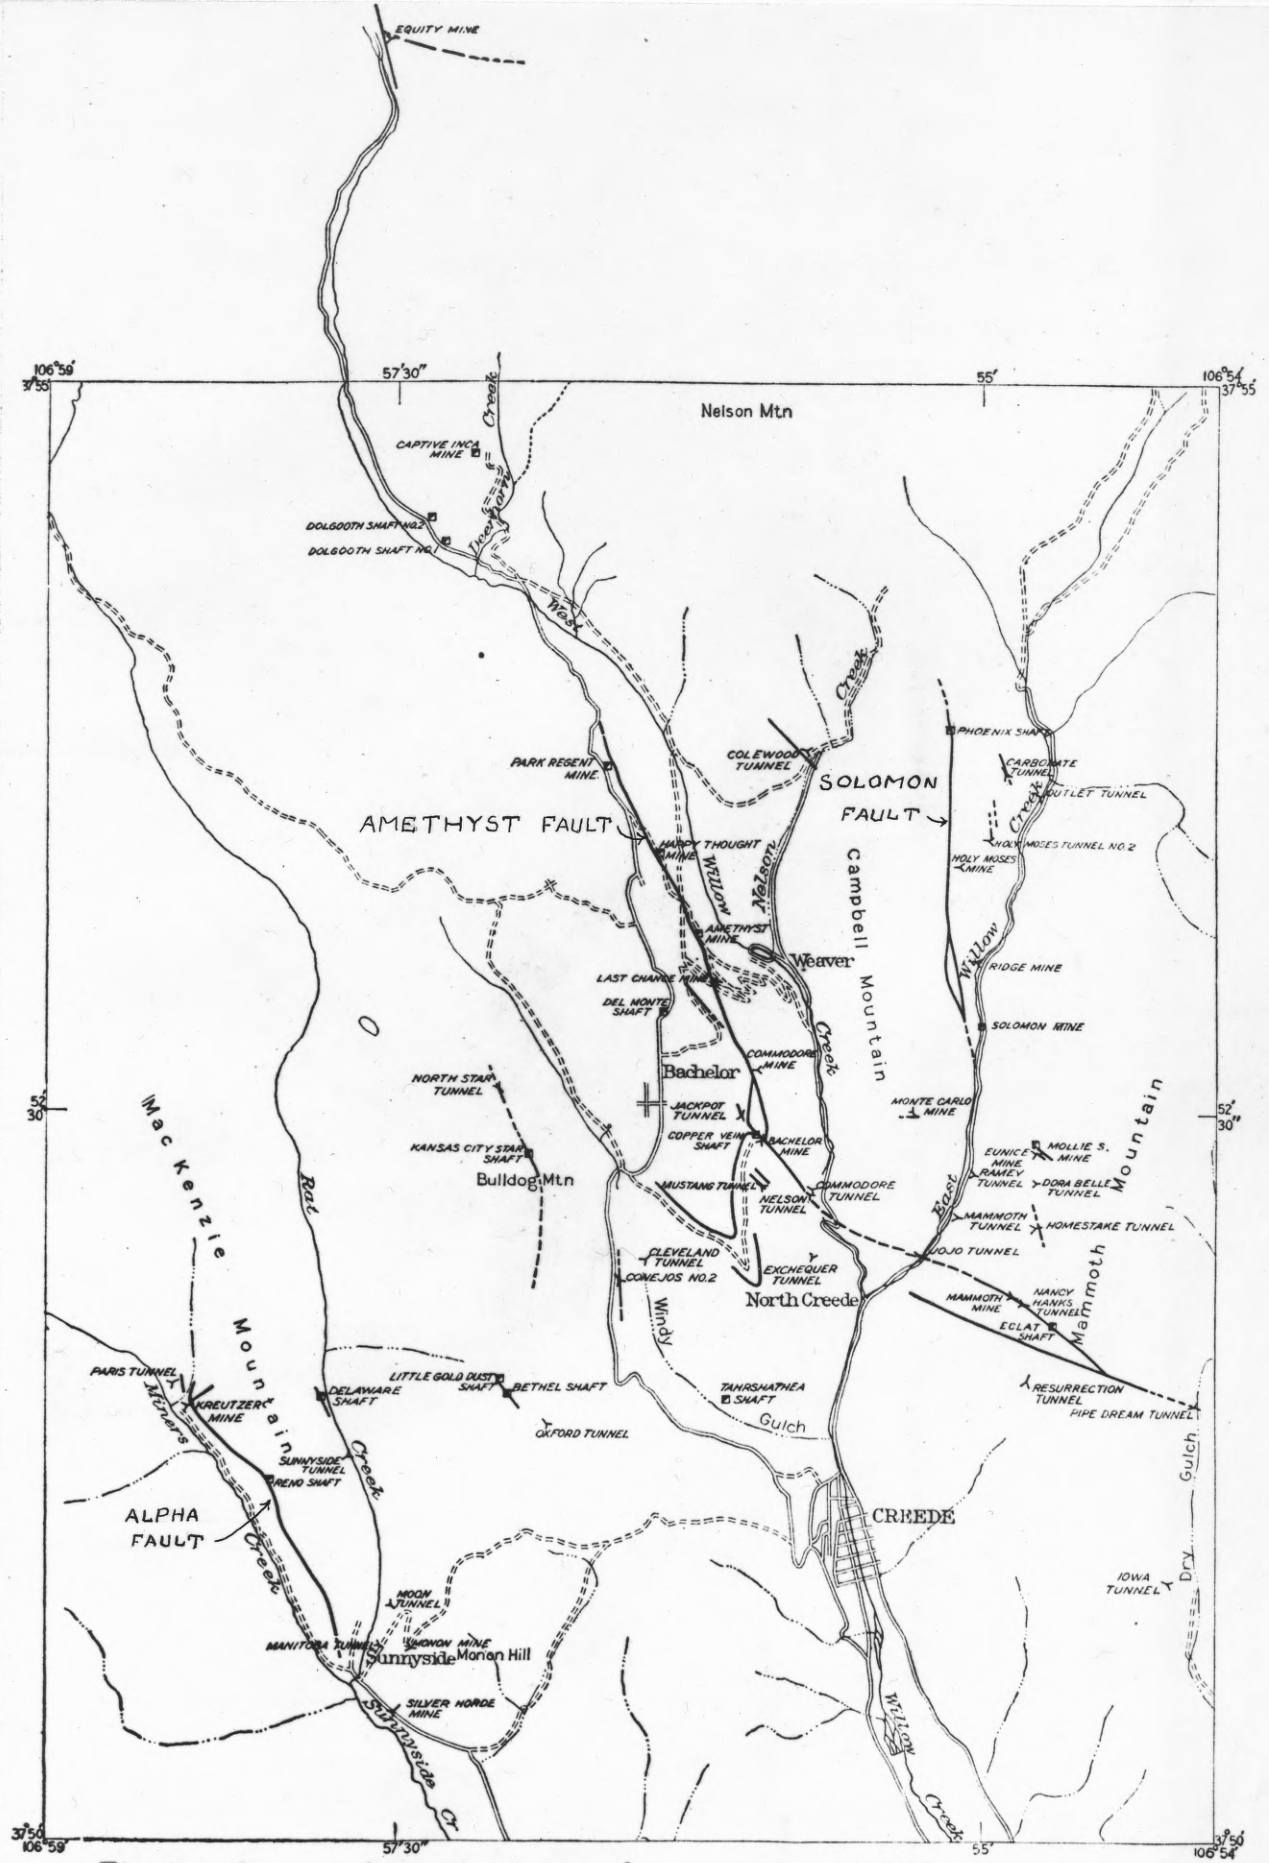 EQUITY MINE
106°59'
37°55'
57'30"
55'
106°54'
37°55'
Nelson Mtn
Creek
Deerhorn
CAPTIVE INCA
MINE
DOLGOOTH SHAFT NO.2
DOLGOOTH SHAFT NO.1
West
Creek
PHOENIX SHAFT
COLEWOOD
TUNNEL
PARK REGENT
MINE
SOLOMON
FAULT
CARBONATE
TUNNEL
OUTLET TUNNEL
Creek
AMETHYST FAULT
HAPPY THOUGHT
MINE
HOLY MOSES TUNNEL NO.2
HOLY MOSES
MINE
Willow
Nelson
Campbell Mountain
AMETHYST
MINE
Weaver
Willow
RIDGE MINE
LAST CHANCE MINE
DEL MONTE
SHAFT
Creek
SOLOMON MINE
COMMODORE
MINE
Bachelor
NORTH STAR
TUNNEL
JACKPOT
TUNNEL
MONTE CARLO
MINE
52'
30"
52'
30"
COPPER VEIN
SHAFT
BACHELOR
MINE
KANSAS CITY STAR
SHAFT
EUNICE
MINE
MOLLIE S.
MINE
Bulldog Mtn
MUSTANG TUNNEL
NELSON
TUNNEL
COMMODORE
TUNNEL
RAMEY
TUNNEL
DORA BELLE
TUNNEL
Mac Kenzie
Mountain
Rat
East
MAMMOTH
TUNNEL
HOMESTAKE TUNNEL
Mammoth Mountain
CLEVELAND
TUNNEL
JOJO TUNNEL
CONEJOS NO.2
EXCHEQUER
TUNNEL
North Creede
MAMMOTH
MINE
NANCY
HANKS
TUNNEL
ECLAT
SHAFT
Windy
Gulch
PARIS TUNNEL
KREUTZER
MINE
Miners
DELAWARE
SHAFT
LITTLE GOLD DUST
SHAFT
BETHEL SHAFT
TAHRSHATHEA
SHAFT
RESURRECTION
TUNNEL
PIPE DREAM TUNNEL
OXFORD TUNNEL
SUNNYSIDE
TUNNEL
RENO SHAFT
Creek
ALPHA
FAULT
Creek
CREEDE
Dry Gulch
IOWA
TUNNEL
MOON
TUNNEL
MANITOBA TUNNEL
MONON MINE
Sunnyside
Monon Hill
SILVER HORDE
MINE
Sunnyside
Cr
Willow
Creek
37°50'
106°59'
57'30"
55'
37°50'
106°54'